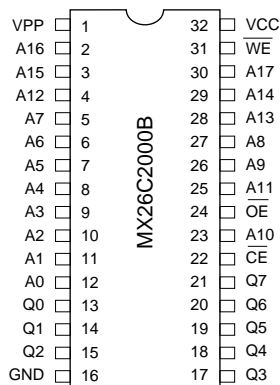 VPP 1 32 VCC
A16 2 31 WE
A15 3 30 A17
A12 4 29 A14
A7 5 28 A13
A6 6 27 A8
A5 7 26 A9
A4 8 25 A11
A3 9 24 OE
A2 10 23 A10
A1 11 22 CE
A0 12 21 Q7
Q0 13 20 Q6
Q1 14 19 Q5
Q2 15 18 Q4
GND 16 17 Q3
MX26C2000B